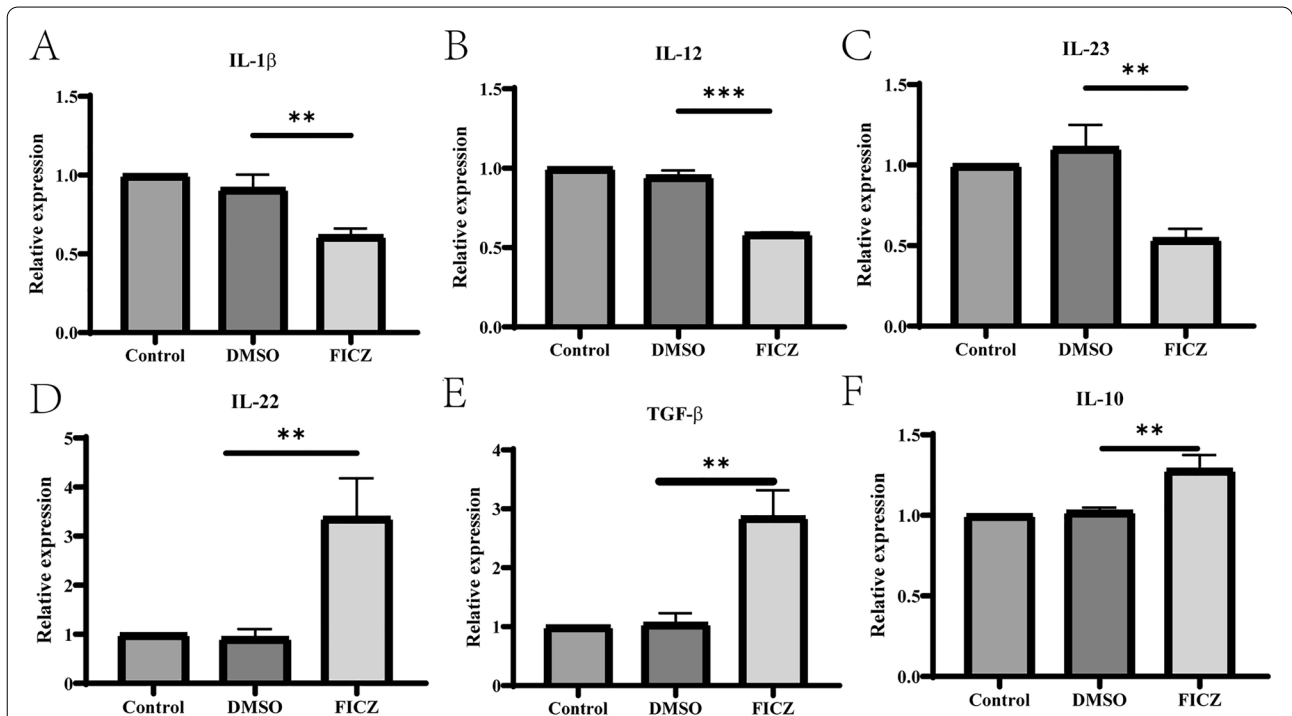 A
IL-1β
Relative expression
1.5
1.0
0.5
0.0
**
Control DMSO FICZ
B
IL-12
Relative expression
1.5
1.0
0.5
0.0
***
Control DMSO FICZ
C
IL-23
Relative expression
1.5
1.0
0.5
0.0
**
Control DMSO FICZ
D
IL-22
Relative expression
5
4
3
2
1
0
**
Control DMSO FICZ
E
TGF-β
Relative expression
4
3
2
1
0
**
Control DMSO FICZ
F
IL-10
Relative expression
1.5
1.0
0.5
0.0
**
Control DMSO FICZ